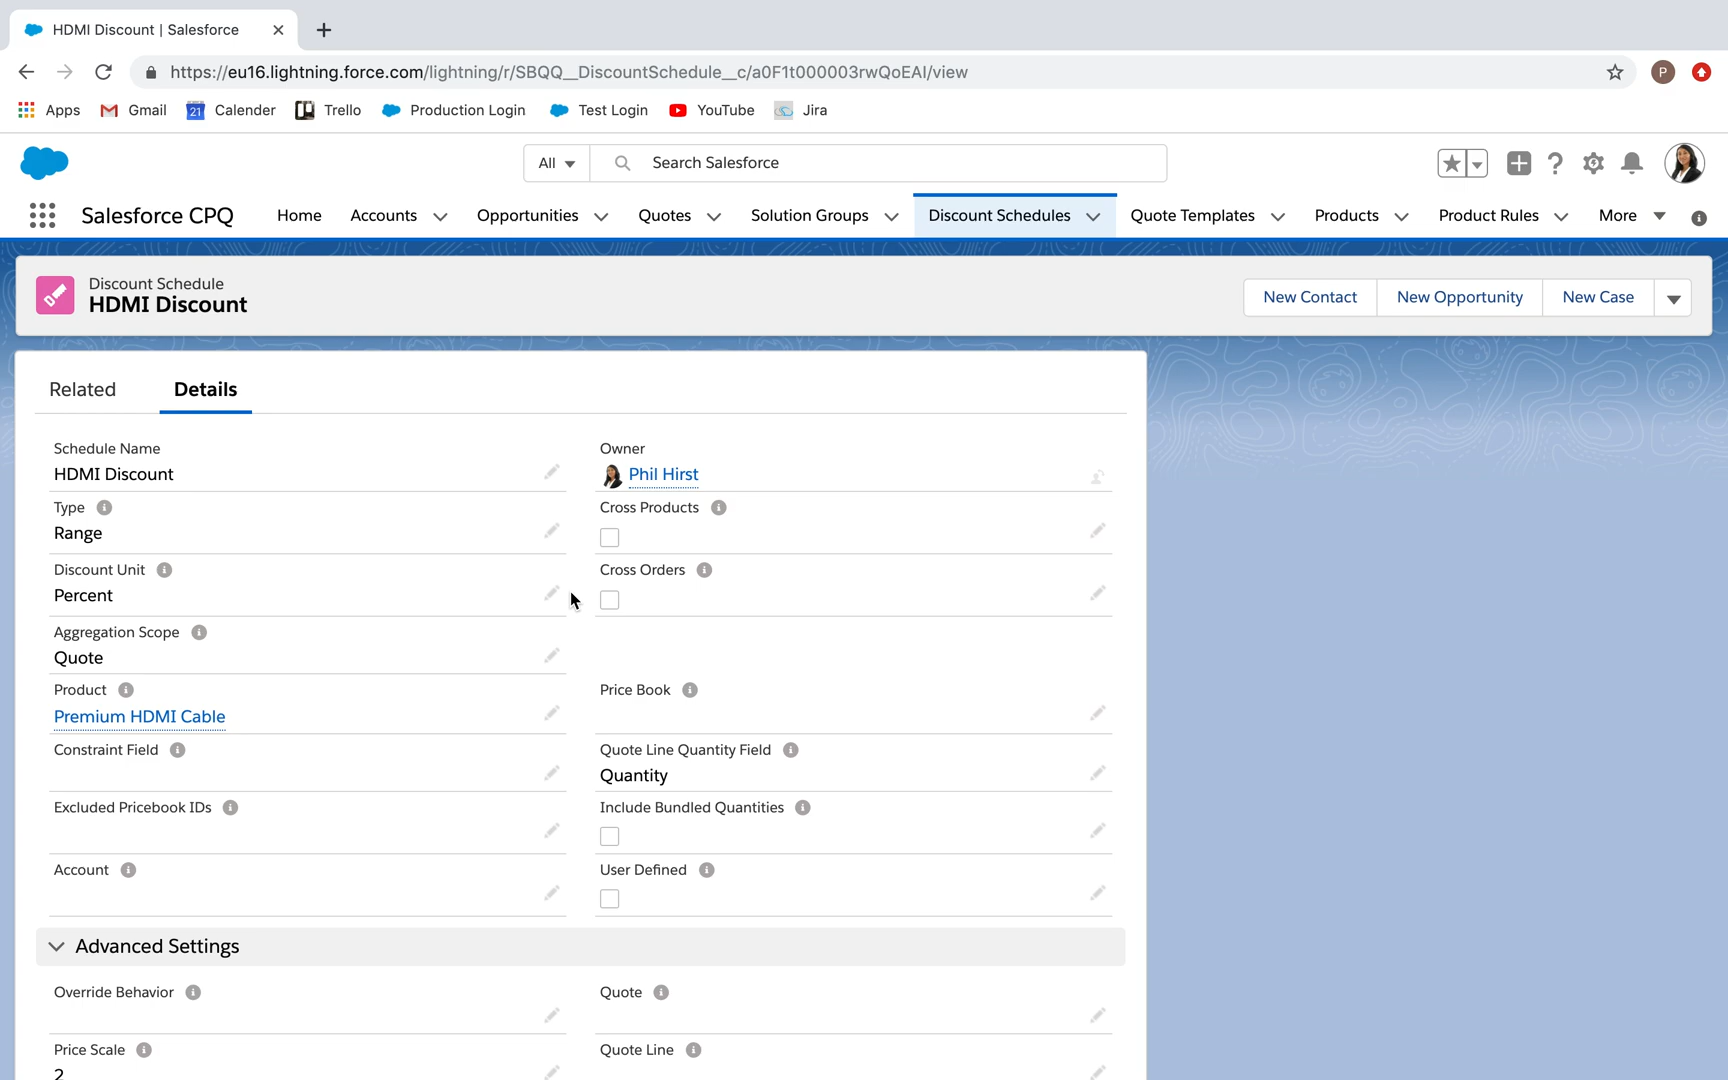 HDMI Discount | Salesforce
https://eu16.lightning.force.com/lightning/r/SBQQ__DiscountSchedule__c/a0F1t000003rwQoEAI/view
P
Apps Gmail 21 Calender Trello Production Login Test Login YouTube Jira
All Search Salesforce
Salesforce CPQ Home Accounts Opportunities Quotes Solution Groups Discount Schedules Quote Templates Products Product Rules More
Discount Schedule
HDMI Discount
New Contact New Opportunity New Case
Related Details
Schedule Name Owner
HDMI Discount Phil Hirst
Type Cross Products
Range
Discount Unit Cross Orders
Percent
Aggregation Scope
Quote
Product Price Book
Premium HDMI Cable
Constraint Field Quote Line Quantity Field
Quantity
Excluded Pricebook IDs Include Bundled Quantities
Account User Defined
Advanced Settings
Override Behavior Quote
Price Scale Quote Line
2